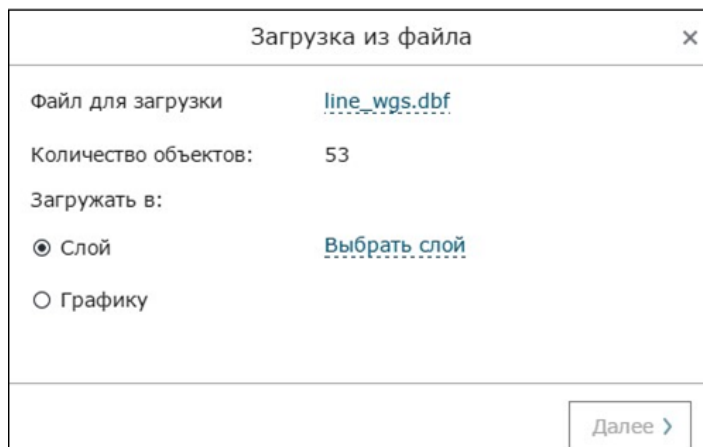 Загрузка из файла
Файл для загрузки line_wgs.dbf
Количество объектов: 53
Загружать в:
Слой Выбрать слой
Графику
Далее